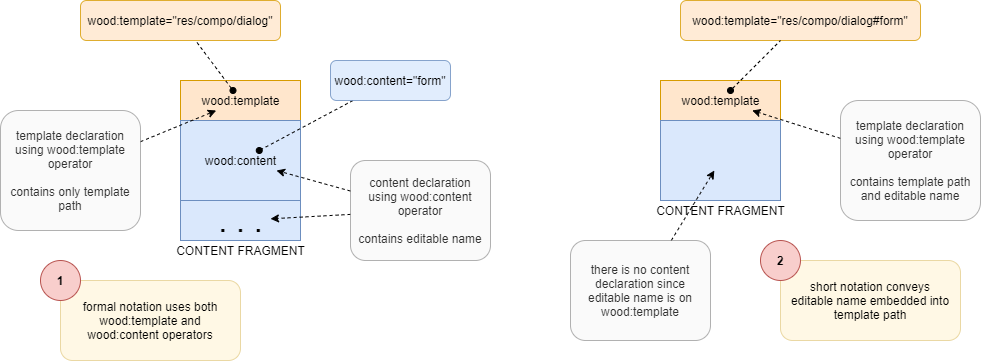 wood:template="res/compo/dialog"
wood:content="form"
wood:template
template declaration
using wood:template
operator
contains only template
path
wood:content
content declaration
using wood:content
operator
contains editable name
. . .
CONTENT FRAGMENT
1
formal notation uses both
wood:template and
wood:content operators
wood:template="res/compo/dialog#form"
wood:template
template declaration
using wood:template
operator
contains template path
and editable name
CONTENT FRAGMENT
there is no content
declaration since
editable name is on
wood:template
2
short notation conveys
editable name embedded into
template path